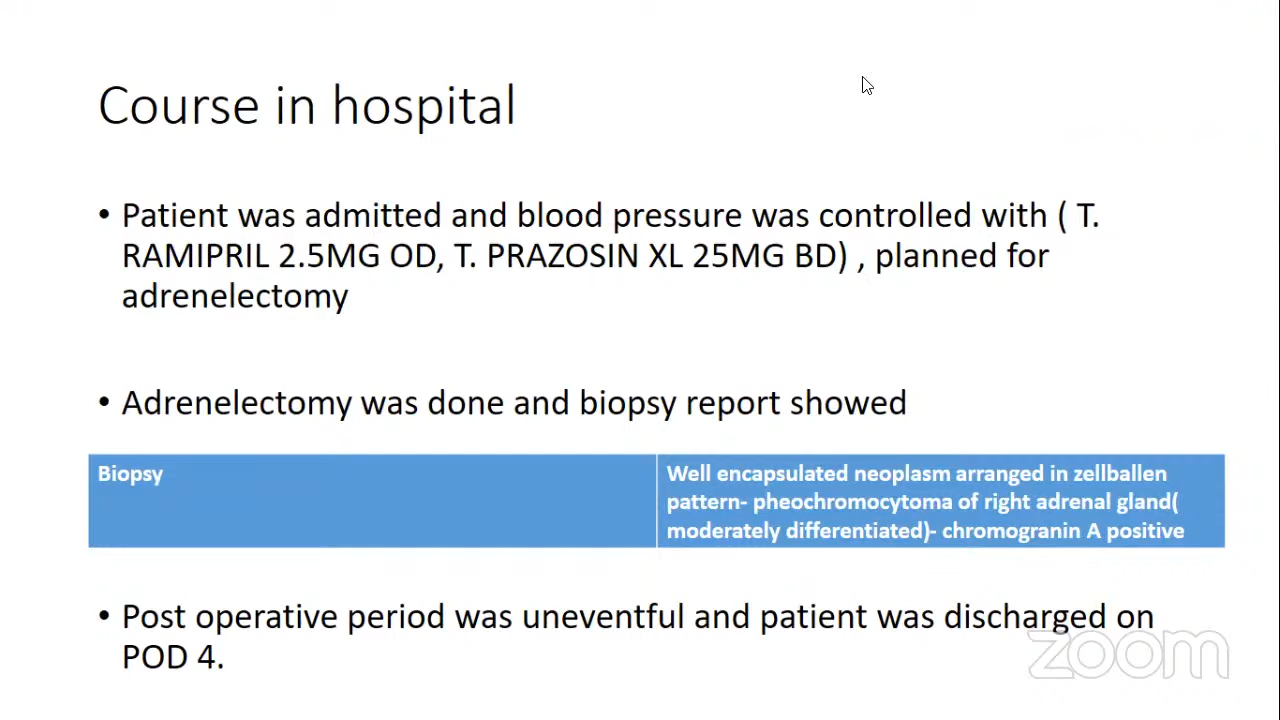 Course in hospital
• Patient was admitted and blood pressure was controlled with ( T.
RAMIPRIL 2.5MG OD, T. PRAZOSIN XL 25MG BD) , planned for
adrenelectomy
• Adrenelectomy was done and biopsy report showed
Biopsy
Well encapsulated neoplasm arranged in zellballen
pattern- pheochromocytoma of right adrenal gland(
moderately differentiated)- chromogranin A positive
• Post operative period was uneventful and patient was discharged on
POD 4.
zoom